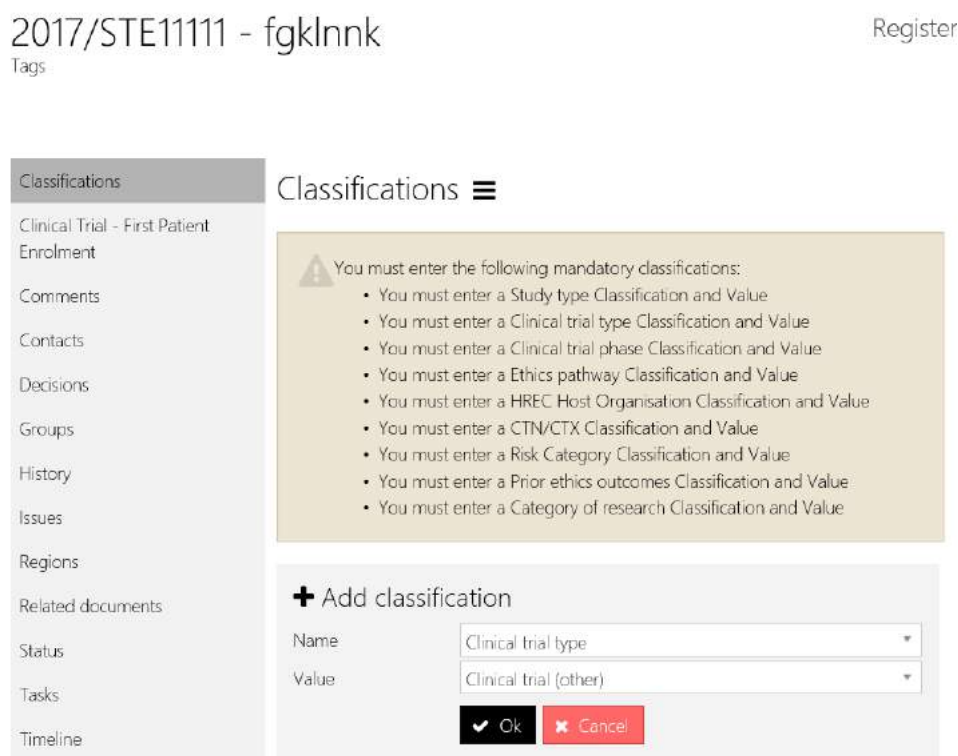 2017/STE11111 - fgklnnk
Register
Tags
Classifications
Clinical Trial - First Patient
Enrolment
Comments
Contacts
Decisions
Groups
History
Issues
Regions
Related documents
Status
Tasks
Timeline
Classifications
You must enter the following mandatory classifications:
• You must enter a Study type Classification and Value
• You must enter a Clinical trial type Classification and Value
• You must enter a Clinical trial phase Classification and Value
• You must enter a Ethics pathway Classification and Value
• You must enter a HREC Host Organisation Classification and Value
• You must enter a CTN/CTX Classification and Value
• You must enter a Risk Category Classification and Value
• You must enter a Prior ethics outcomes Classification and Value
• You must enter a Category of research Classification and Value
Add classification
Name Clinical trial type
Value Clinical trial (other)
Ok Cancel